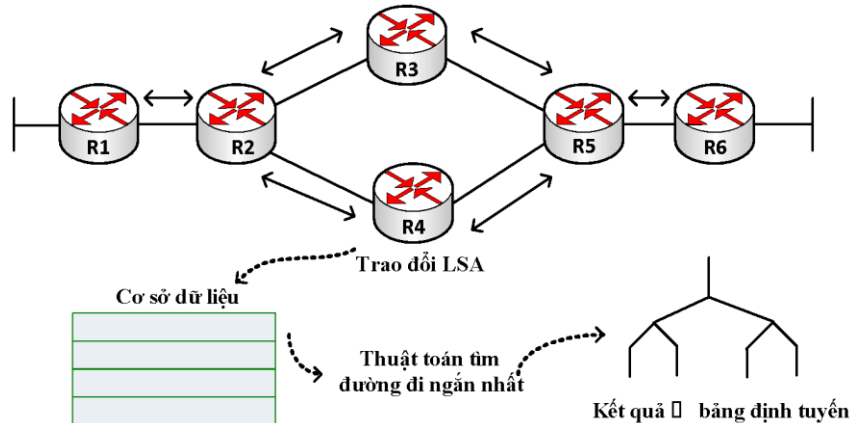 R3
R1
R2
R5
R6
R4
Trao đổi LSA
Cơ sở dữ liệu
Thuật toán tìm
đường đi ngắn nhất
Kết quả  bảng định tuyến